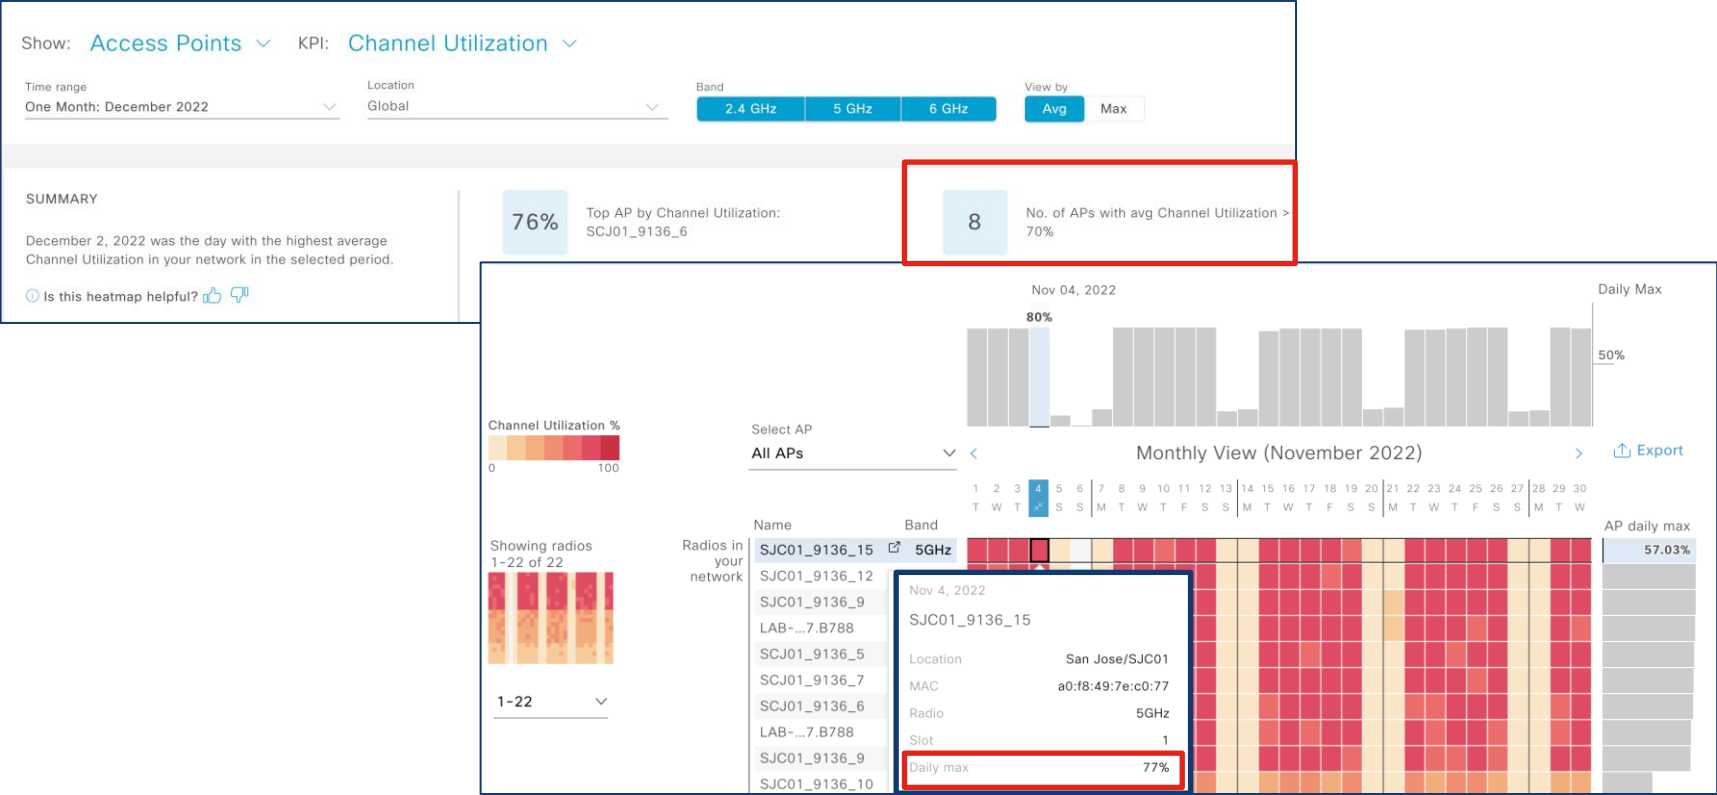 Show: Access Points KPI: Channel Utilization
Time range Location Band View by
One Month: December 2022 Global 2.4 GHz 5 GHz 6 GHz Avg Max
SUMMARY
December 2, 2022 was the day with the highest average
Channel Utilization in your network in the selected period.
Is this heatmap helpful?
76%
Top AP by Channel Utilization:
SCJ01_9136_6
8
No. of APs with avg Channel Utilization >
70%
Nov 04, 2022
80%
Daily Max
50%
Channel Utilization %
0 100
Select AP
All APs
Monthly View (November 2022)
Export
1 2 3 4 5 6 7 8 9 10 11 12 13 14 15 16 17 18 19 20 21 22 23 24 25 26 27 28 29 30
T W T S S M T W T F S S M T W T F S S M T W T F S S M T W
Showing radios
1-22 of 22
1-22
Radios in
your
network
Name Band
SJC01_9136_15 5GHz
SJC01_9136_12
SJC01_9136_9
LAB-...7.B788
SCJ01_9136_5
SCJ01_9136_7
SCJ01_9136_6
LAB-...7.B788
SJC01_9136_9
SJC01_9136_10
AP daily max
57.03%
Nov 4, 2022
SJC01_9136_15
Location San Jose/SJC01
MAC a0:f8:49:7e:c0:77
Radio 5GHz
Slot 1
Daily max 77%